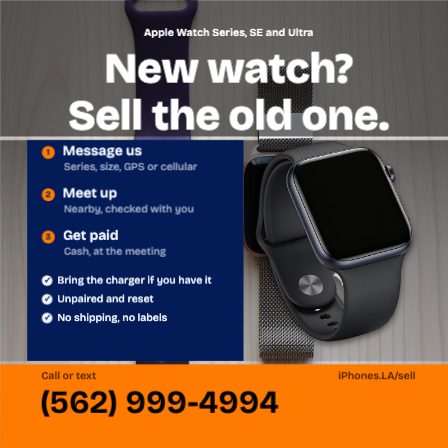 Apple Watch Series, SE and Ultra
New watch?
Sell the old one.
1 Message us
Series, size, GPS or cellular
2 Meet up
Nearby, checked with you
3 Get paid
Cash, at the meeting
Bring the charger if you have it
Unpaired and reset
No shipping, no labels
Call or text
iPhones.LA/sell
(562) 999-4994